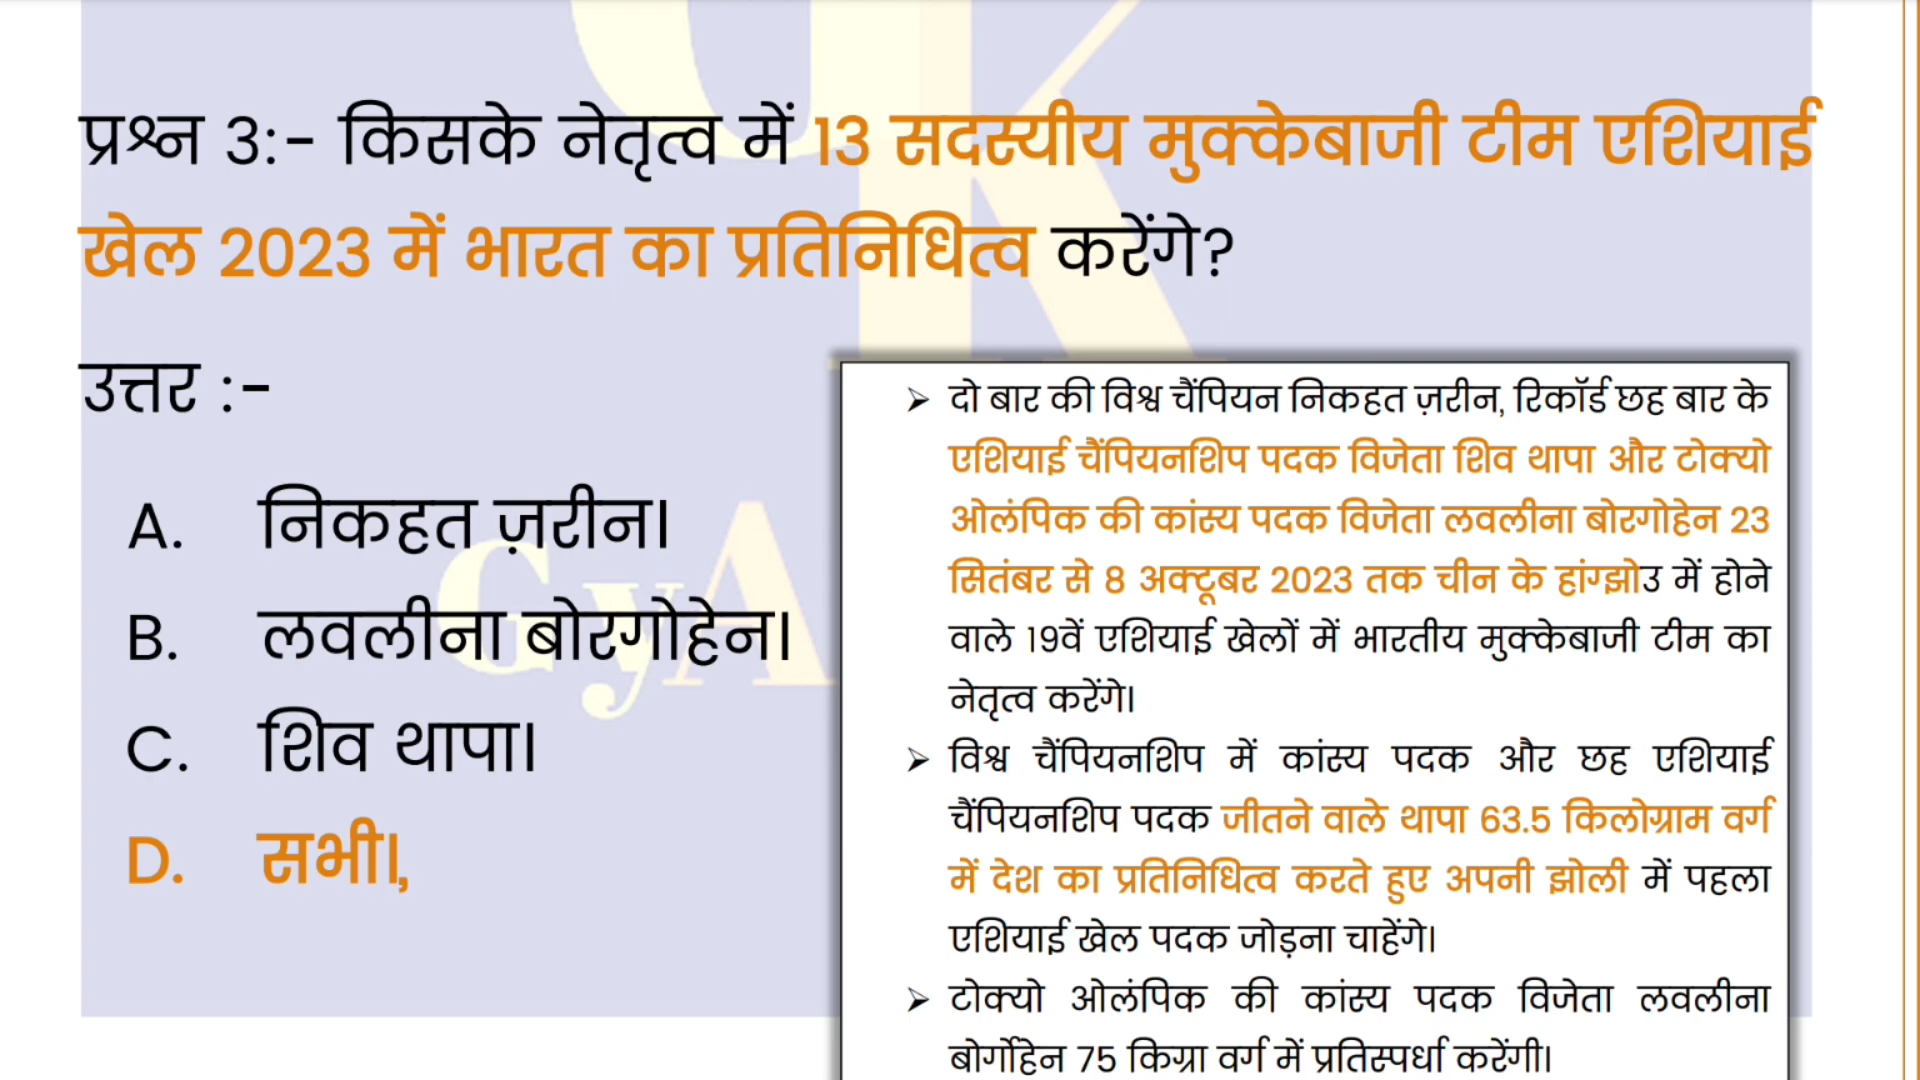 प्रश्न 3:- किसके नेतृत्व में 13 सदस्यीय मुक्केबाजी टीम एशियाई
खेल 2023 में भारत का प्रतिनिधित्व करेंगे?
उत्तर :-
A. निकहत ज़रीन।
B. लवलीना बोरगोहेन।
C. शिव थापा।
D. सभी।,
➢ दो बार की विश्व चैंपियन निकहत ज़रीन, रिकॉर्ड छह बार के
एशियाई चैंपियनशिप पदक विजेता शिव थापा और टोक्यो
ओलंपिक की कांस्य पदक विजेता लवलीना बोरगोहेन 23
सितंबर से 8 अक्टूबर 2023 तक चीन के हांग्झोउ में होने
वाले 19वें एशियाई खेलों में भारतीय मुक्केबाजी टीम का
नेतृत्व करेंगे।
➢ विश्व चैंपियनशिप में कांस्य पदक और छह एशियाई
चैंपियनशिप पदक जीतने वाले थापा 63.5 किलोग्राम वर्ग
में देश का प्रतिनिधित्व करते हुए अपनी झोली में पहला
एशियाई खेल पदक जोड़ना चाहेंगे।
➢ टोक्यो ओलंपिक की कांस्य पदक विजेता लवलीना
बोर्गोहेन 75 किग्रा वर्ग में प्रतिस्पर्धा करेंगी।